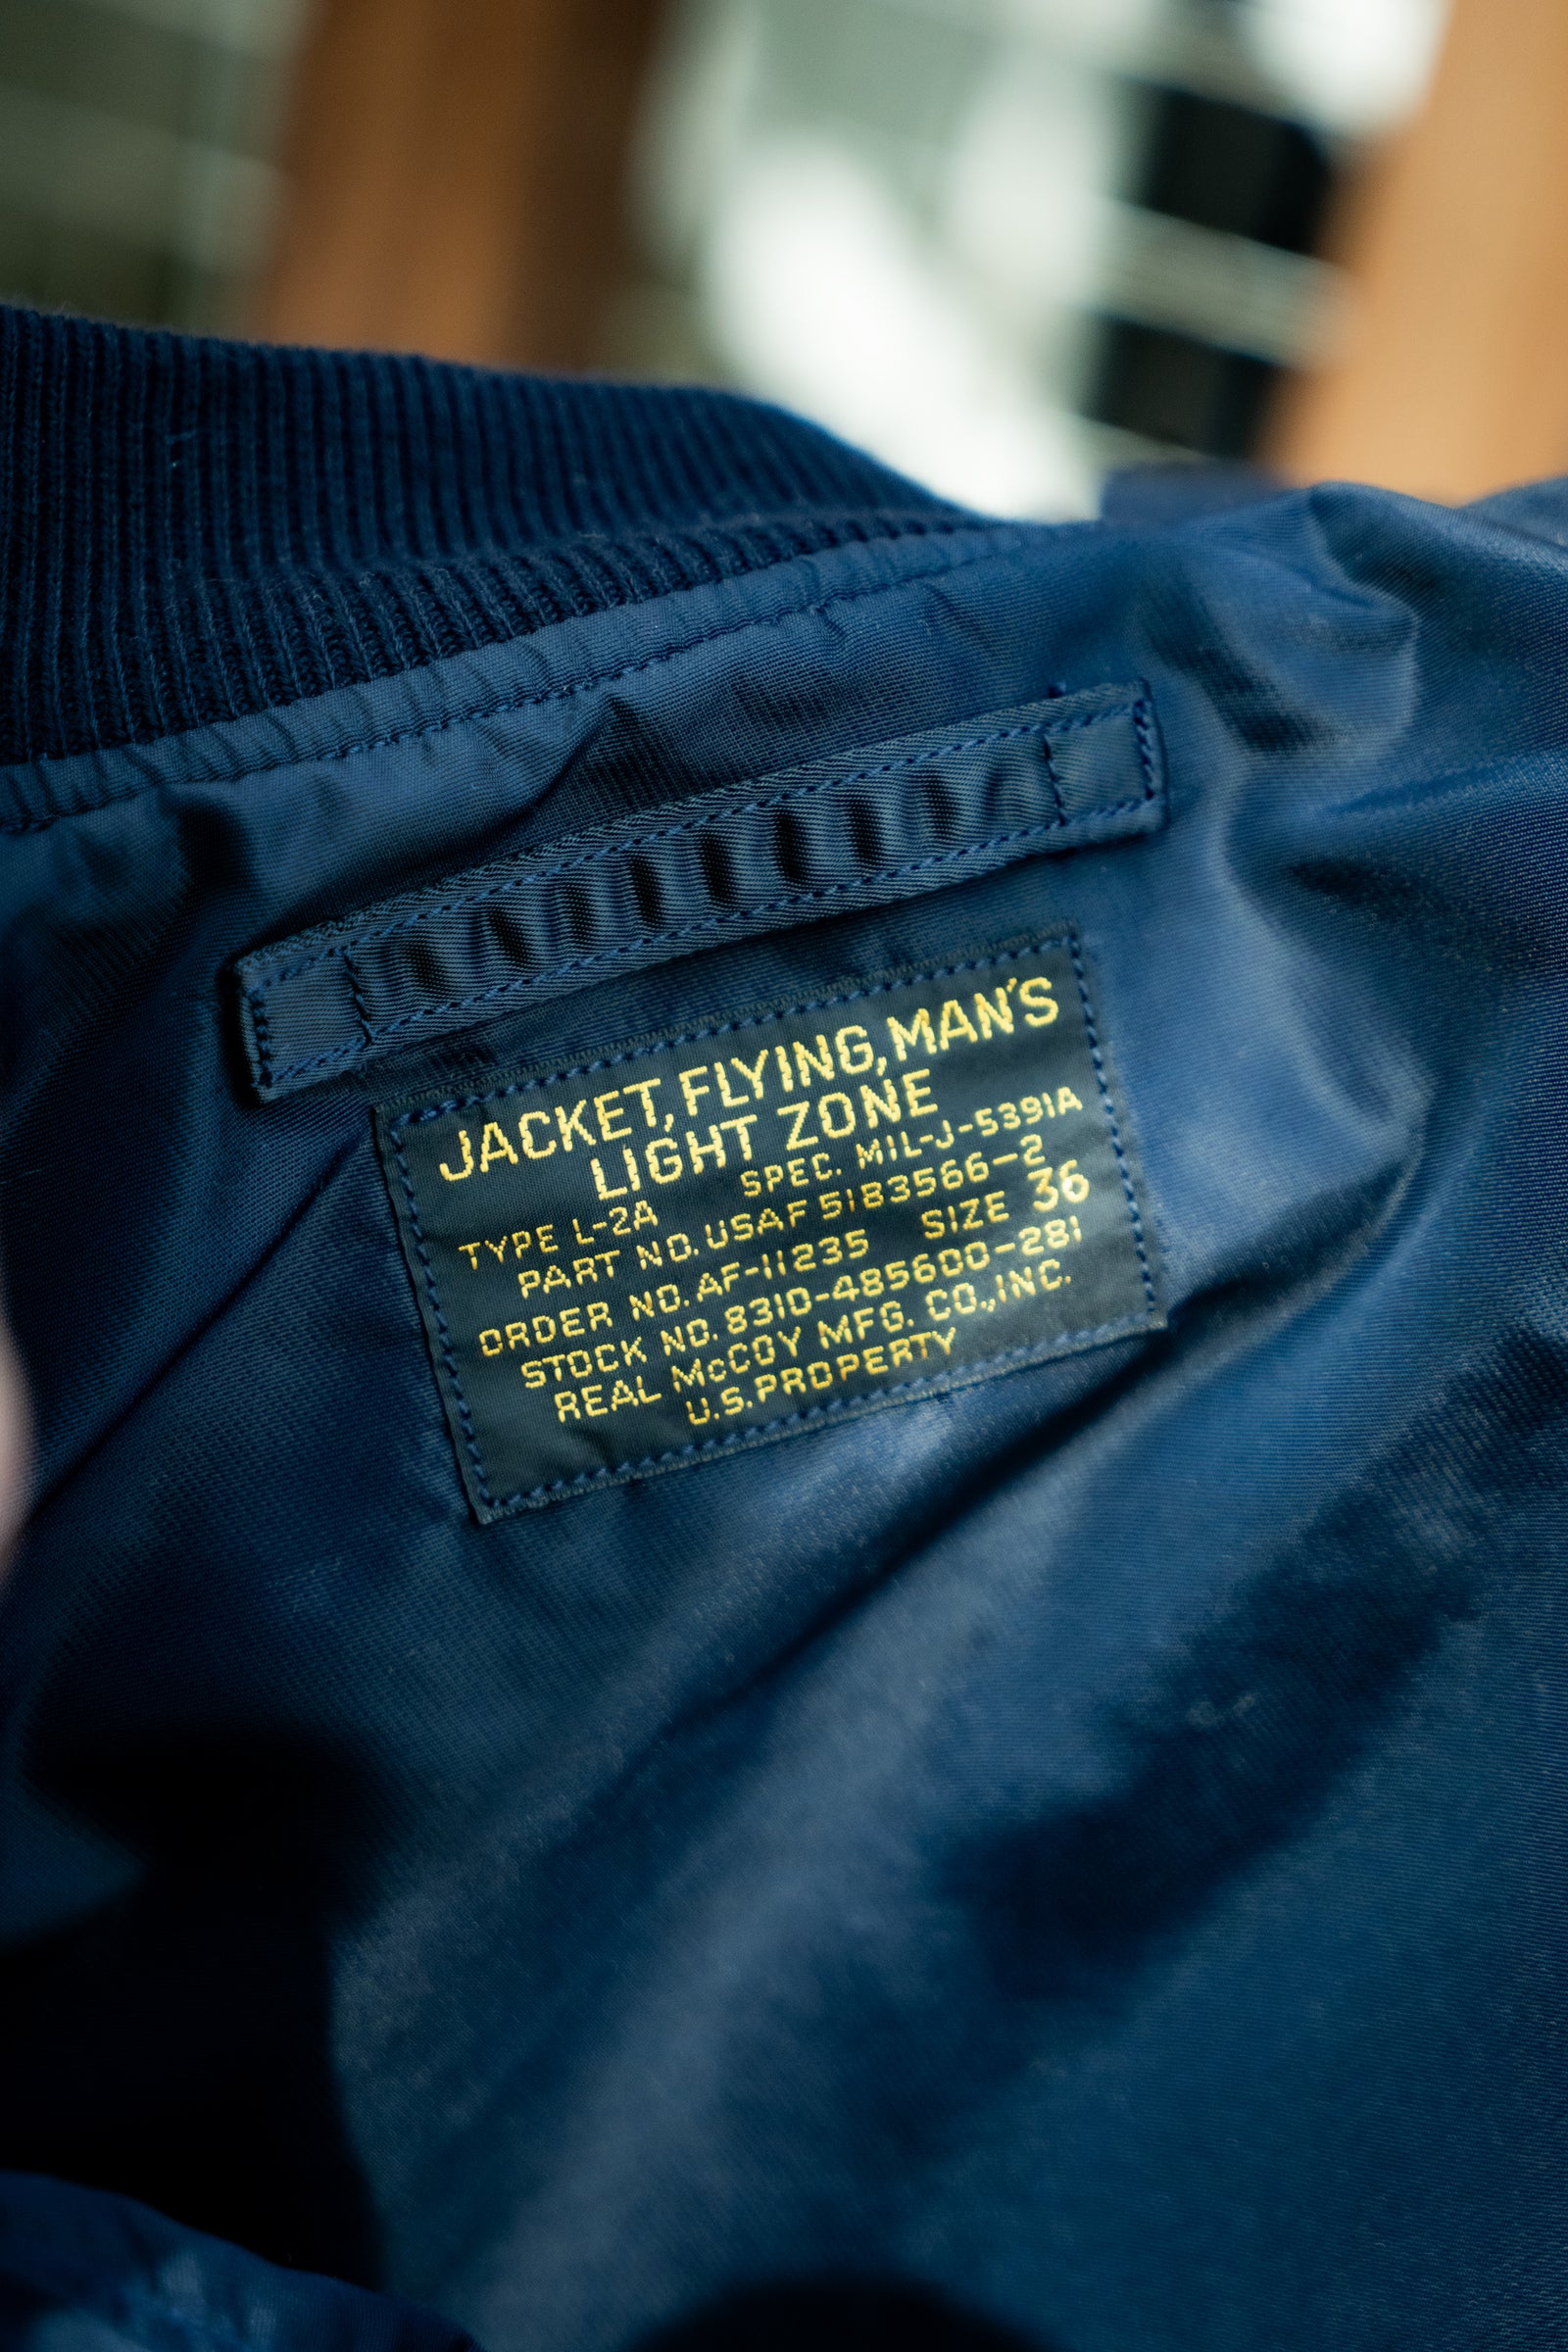 JACKET, FLYING, MAN'S
LIGHT ZONE
TYPE L-2A SPEC. MIL-J-5391A
PART NO. USAF 51B3566-2
ORDER NO. AF-11235 SIZE 36
STOCK NO. 8310-485600-281
REAL McCOY MFG. CO., INC.
U.S. PROPERTY